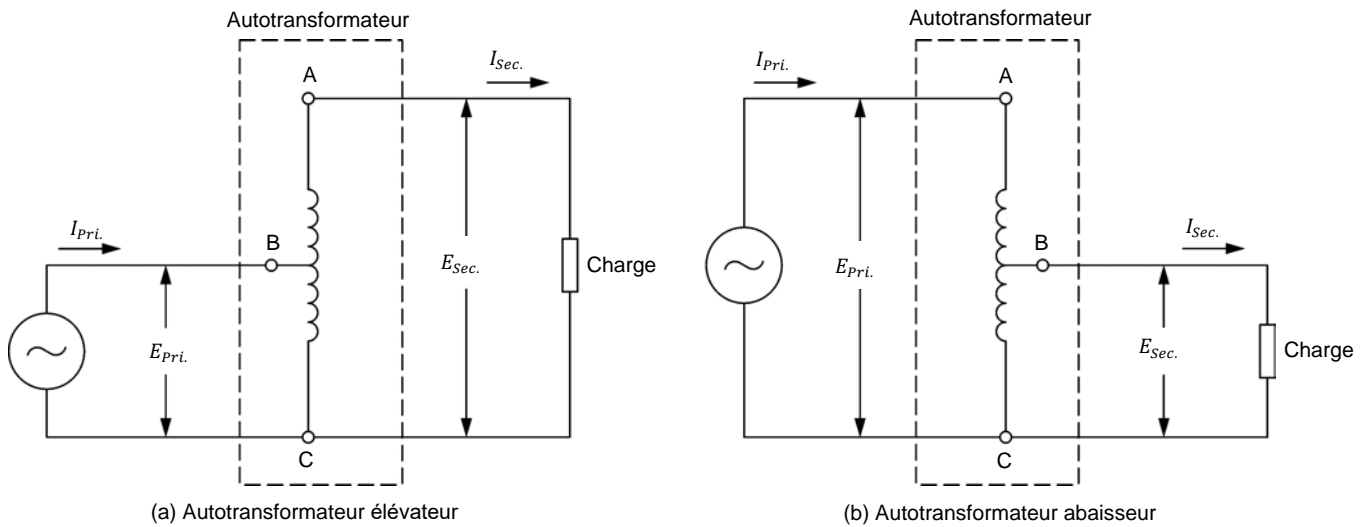 Autotransformateur
A
I_Sec.
I_Pri.
B
E_Pri.
E_Sec.
Charge
C
(a) Autotransformateur élévateur
Autotransformateur
I_Pri.
A
B
I_Sec.
E_Pri.
E_Sec.
Charge
C
(b) Autotransformateur abaisseur